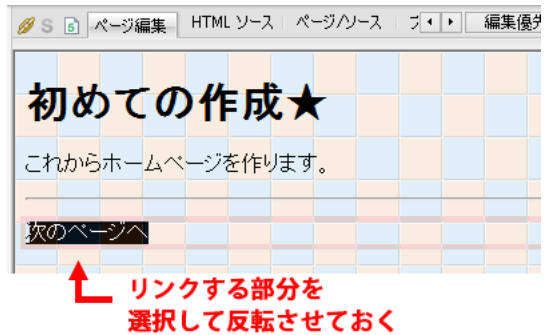 S 5 ページ編集 HTML ソース ページ/ソース プ 編集優先
初めての作成★
これからホームページを作ります。
次のページへ
リンクする部分を
選択して反転させておく